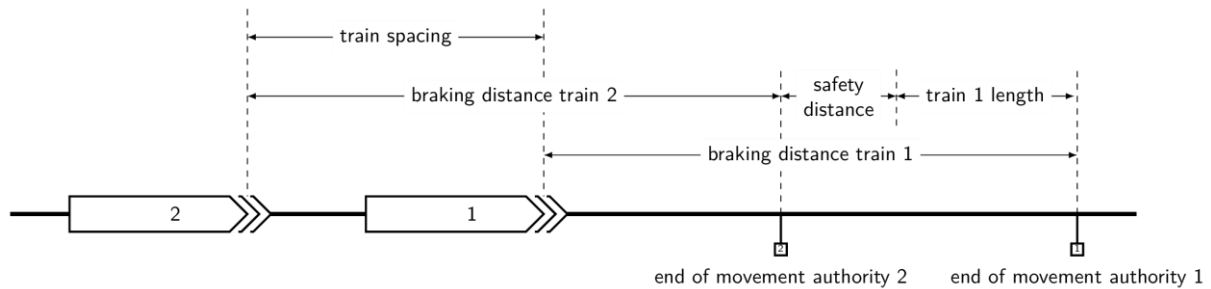 train spacing
braking distance train 2
safety
distance
train 1 length
braking distance train 1
2
1
2
1
end of movement authority 2
end of movement authority 1